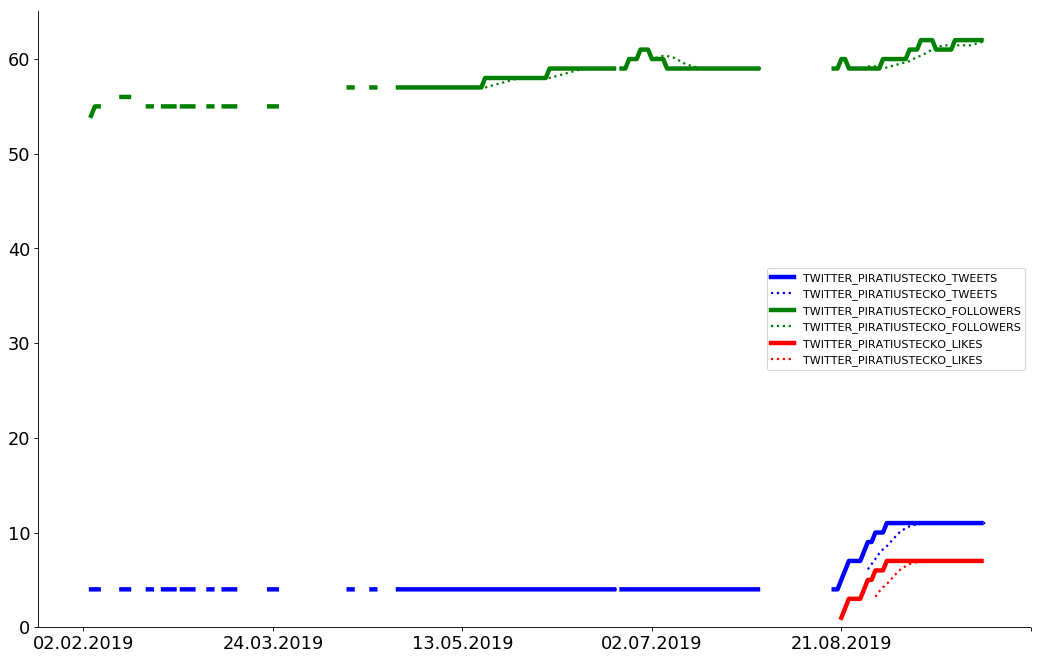 60
50
40
30
20
10
0
02.02.2019 24.03.2019 13.05.2019 02.07.2019 21.08.2019
TWITTER_PIRATIUSTECKO_TWEETS
TWITTER_PIRATIUSTECKO_TWEETS
TWITTER_PIRATIUSTECKO_FOLLOWERS
TWITTER_PIRATIUSTECKO_FOLLOWERS
TWITTER_PIRATIUSTECKO_LIKES
TWITTER_PIRATIUSTECKO_LIKES